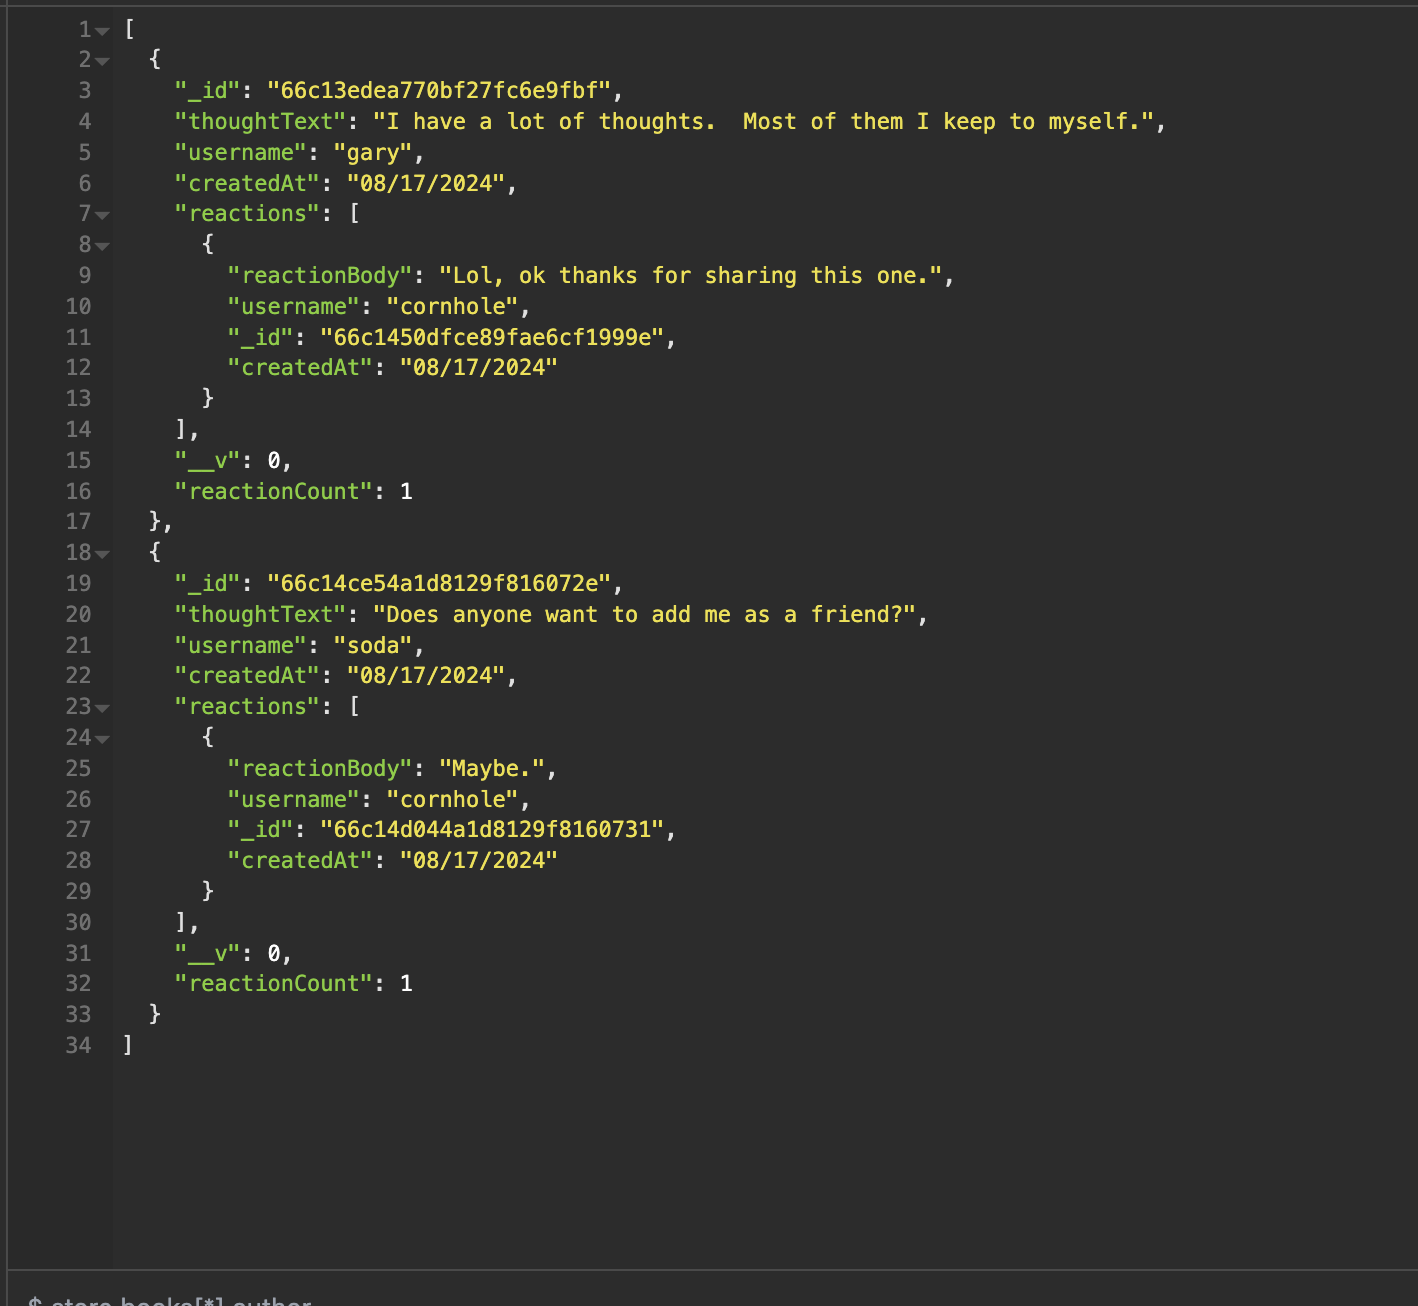 1 [
2 {
3 "_id": "66c13edea770bf27fc6e9fbf",
4 "thoughtText": "I have a lot of thoughts.  Most of them I keep to myself.",
5 "username": "gary",
6 "createdAt": "08/17/2024",
7 "reactions": [
8 {
9 "reactionBody": "Lol, ok thanks for sharing this one.",
10 "username": "cornhole",
11 "_id": "66c1450dfce89fae6cf1999e",
12 "createdAt": "08/17/2024"
13 }
14 ],
15 "__v": 0,
16 "reactionCount": 1
17 },
18 {
19 "_id": "66c14ce54a1d8129f816072e",
20 "thoughtText": "Does anyone want to add me as a friend?",
21 "username": "soda",
22 "createdAt": "08/17/2024",
23 "reactions": [
24 {
25 "reactionBody": "Maybe.",
26 "username": "cornhole",
27 "_id": "66c14d044a1d8129f8160731",
28 "createdAt": "08/17/2024"
29 }
30 ],
31 "__v": 0,
32 "reactionCount": 1
33 }
34 ]
$.store.books[*].author